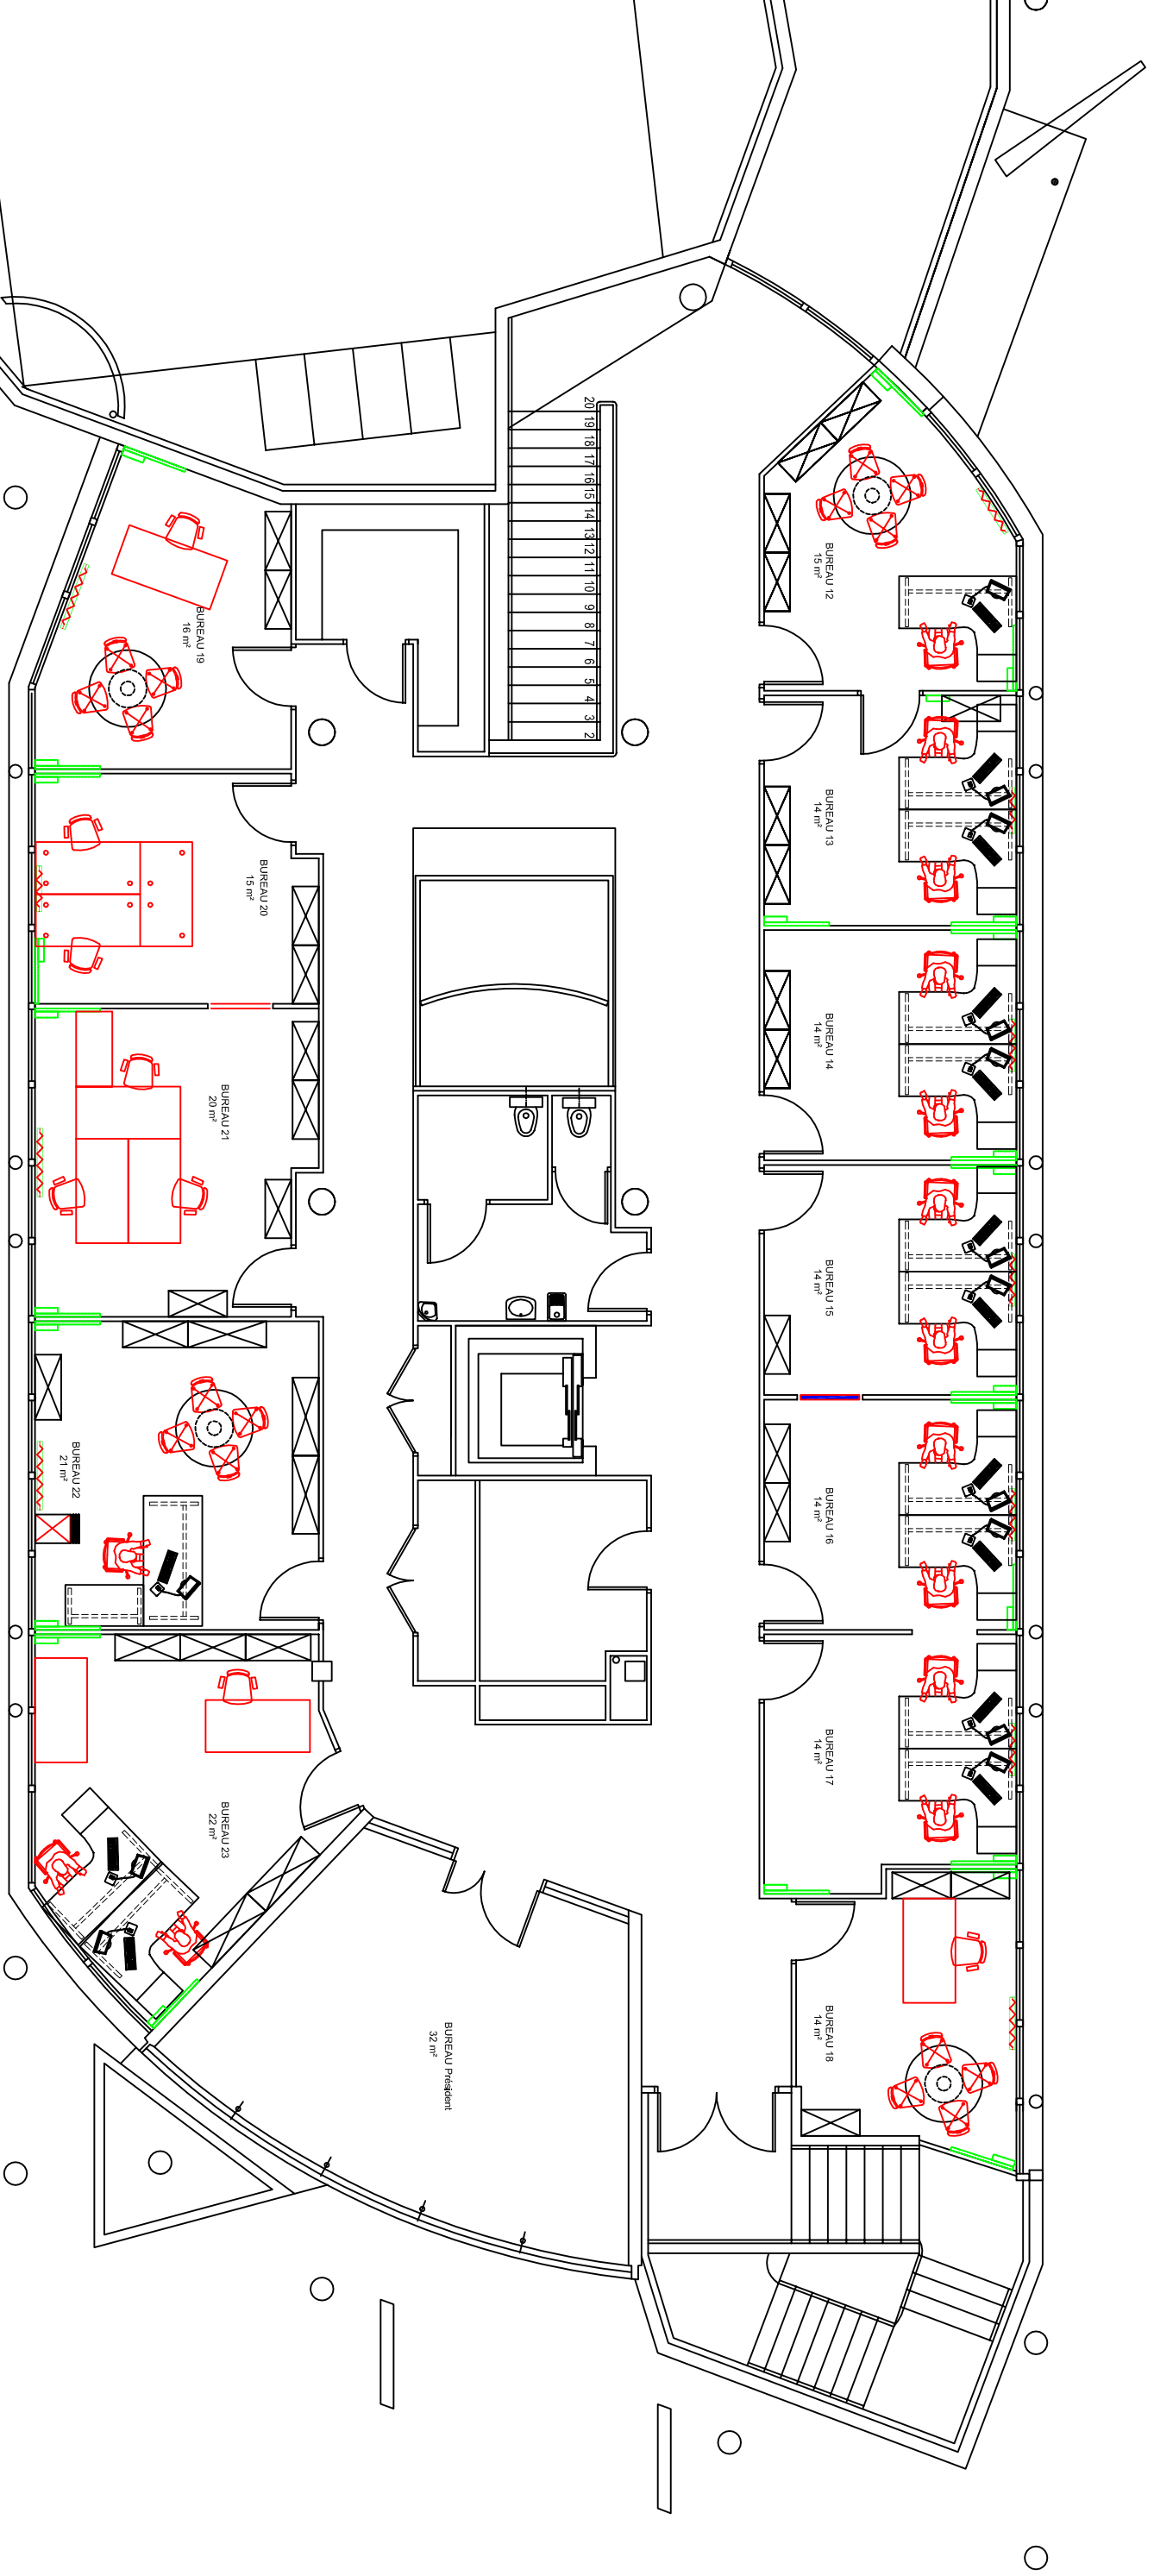 20
19
18
17
16
15
14
13
12
11
10
9
8
7
6
5
4
3
2
BUREAU 12
15 m²
BUREAU 13
14 m²
BUREAU 14
14 m²
BUREAU 15
14 m²
BUREAU 16
14 m²
BUREAU 17
14 m²
BUREAU 18
14 m²
BUREAU 19
16 m²
BUREAU 20
15 m²
BUREAU 21
20 m²
BUREAU 22
21 m²
BUREAU 23
22 m²
BUREAU Président
32 m²